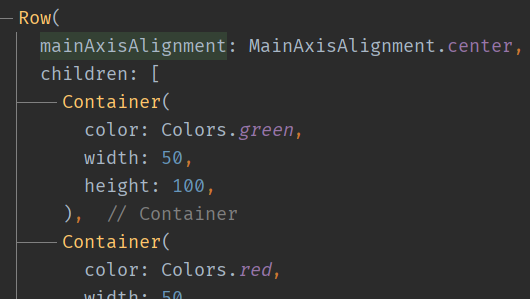 Row(
mainAxisAlignment: MainAxisAlignment.center,
children: [
Container(
color: Colors.green,
width: 50,
height: 100,
), // Container
Container(
color: Colors.red,
width: 50